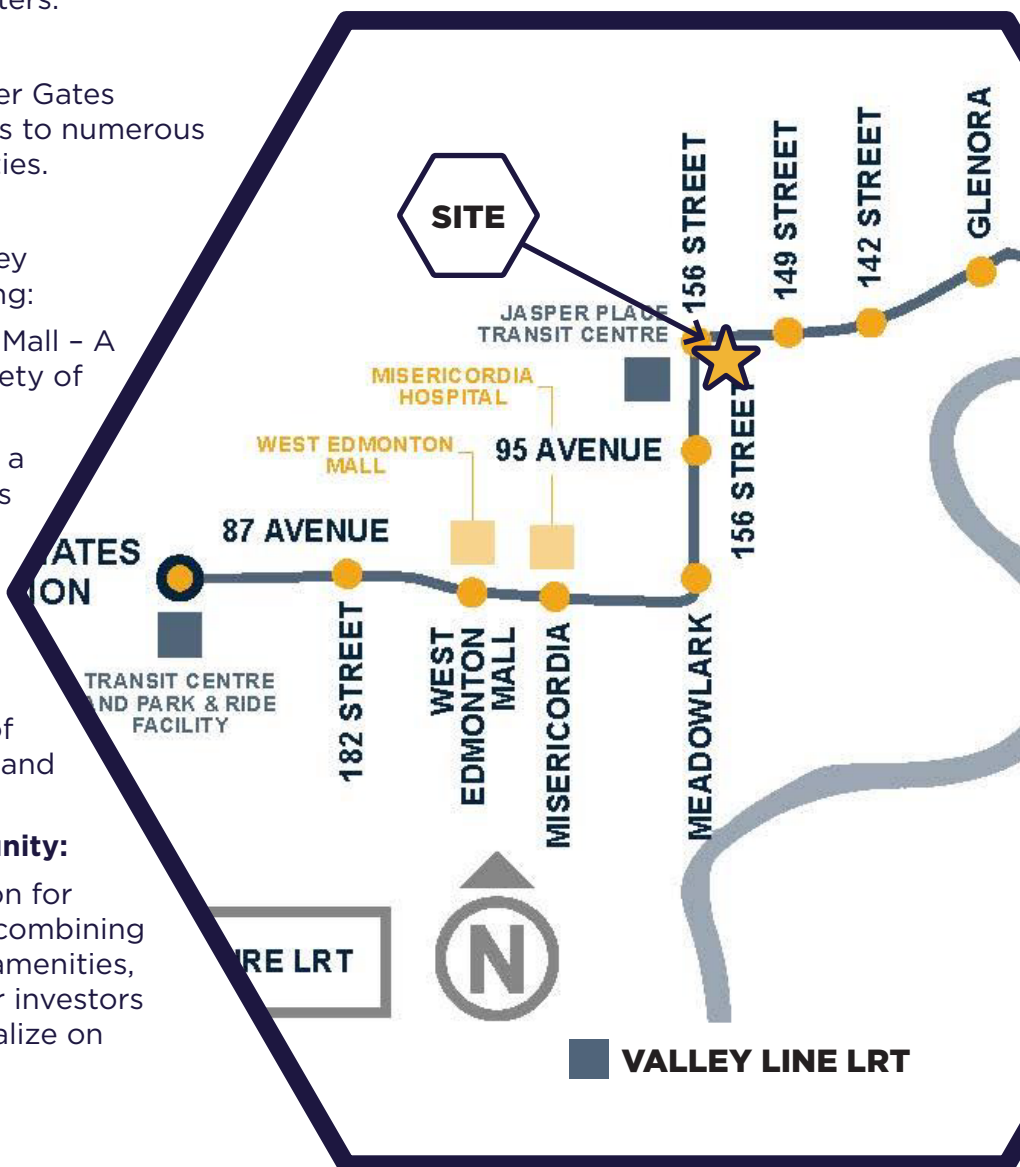 er Gates
s to numerous
ties.
ey
ng:
Mall – A
ety of
a
s
of
and
unity:
on for
combining
amenities,
r investors
alize on
SITE
156 STREET
149 STREET
142 STREET
GLENORA
JASPER PLACE
TRANSIT CENTRE
MISERICORDIA
HOSPITAL
WEST EDMONTON
MALL
95 AVENUE
156 STREET
87 AVENUE
ATES
ION
TRANSIT CENTRE
AND PARK & RIDE
FACILITY
182 STREET
WEST
EDMONTON
MALL
MISERICORDIA
MEADOWLARK
N
RE LRT
VALLEY LINE LRT